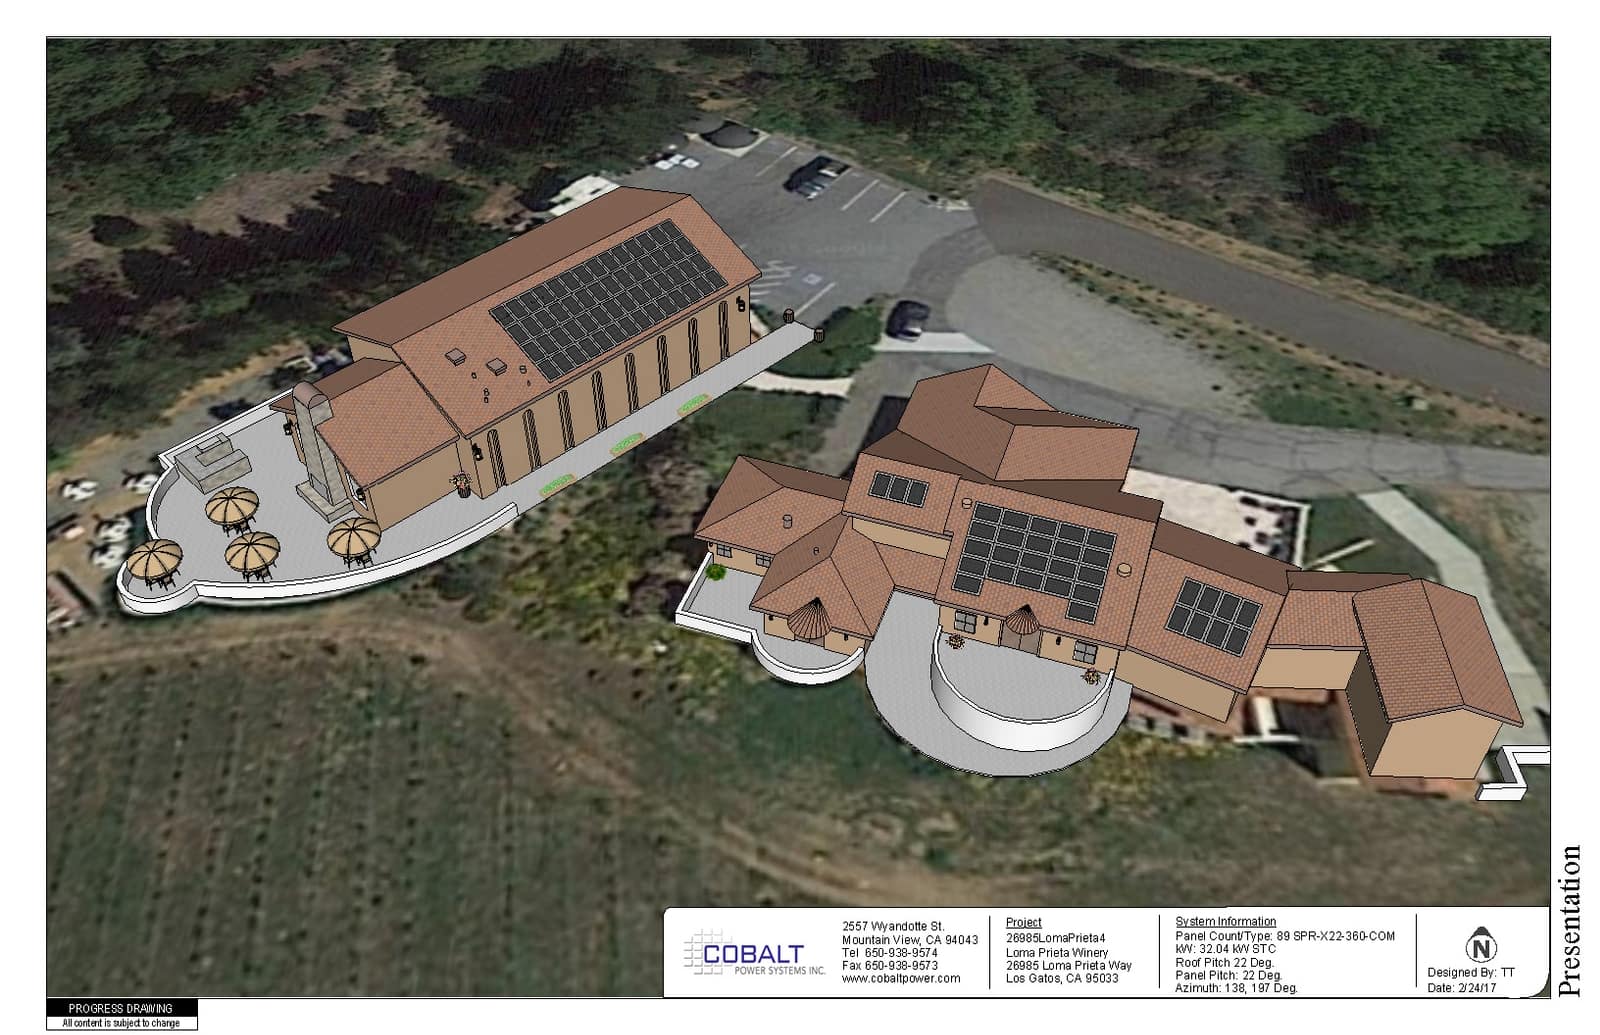 COBALT
POWER SYSTEMS INC.
2557 Wyandotte St.
Mountain View, CA 94043
Tel 650-938-9574
Fax 650-938-9573
www.cobaltpower.com
Project
26985LomaPrieta4
Loma Prieta Winery
26985 Loma Prieta Way
Los Gatos, CA 95033
System Information
Panel Count/Type: 89 SPR-X22-360-COM
kW: 32.04 kW STC
Roof Pitch 22 Deg.
Panel Pitch: 22 Deg.
Azimuth: 138, 197 Deg.
N
Designed By: TT
Date: 2/24/17
Presentation
PROGRESS DRAWING
All content is subject to change